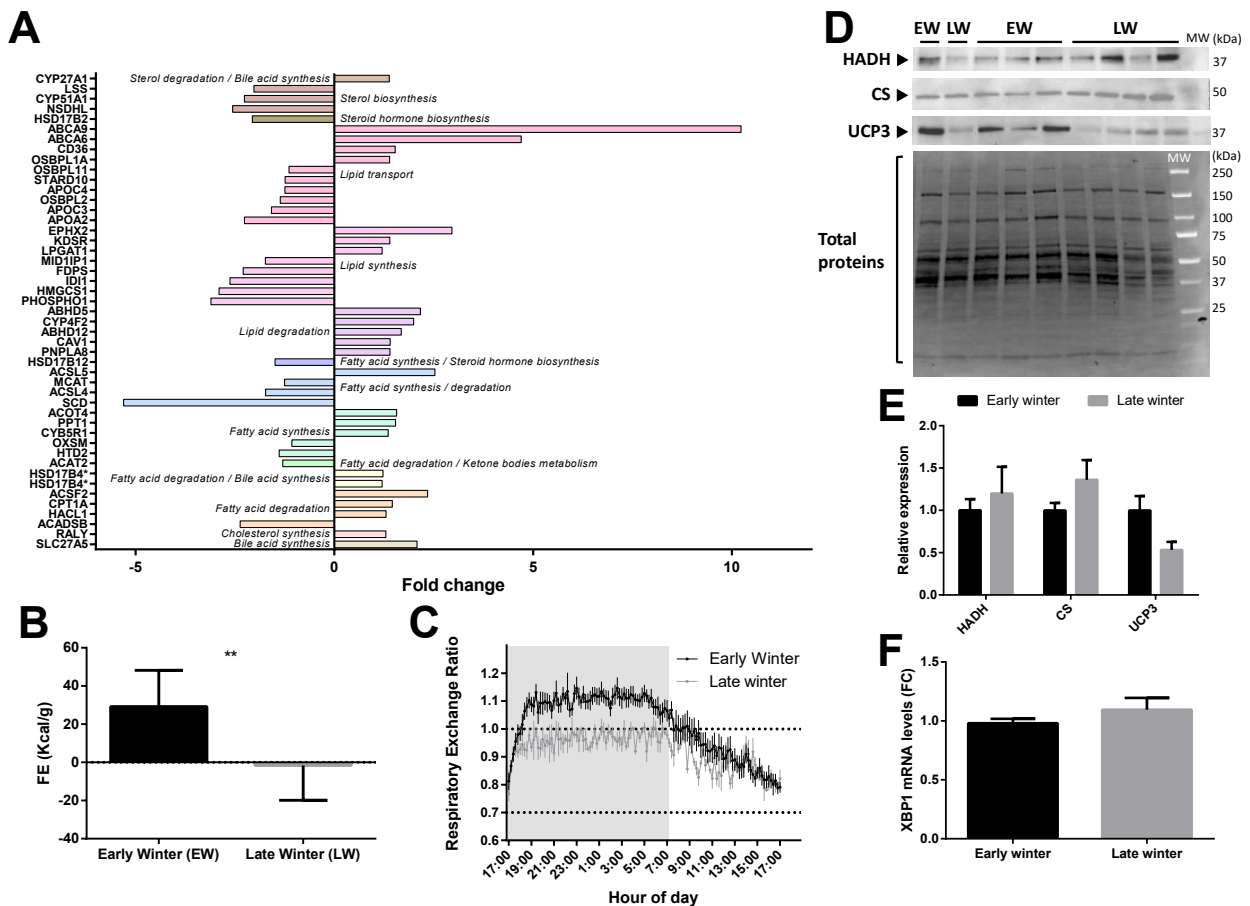 A
CYP27A1
LSS
CYP51A1
NSDHL
HSD17B2
ABCA9
ABCA6
CD36
OSBPL1A
OSBPL11
STARD10
APOC4
OSBPL2
APOC3
APOA2
EPHX2
KDSR
LPGAT1
MID1IP1
FDPS
IDI1
HMGCS1
PHOSPHO1
ABHD5
CYP4F2
ABHD12
CAV1
PNPLA8
HSD17B12
ACSL5
MCAT
ACSL4
SCD
ACOT4
PPT1
CYB5R1
OXSM
HTD2
ACAT2
HSD17B4*
HSD17B4*
ACSF2
CPT1A
HACL1
ACADSB
RALY
SLC27A5
Sterol degradation / Bile acid synthesis
Sterol biosynthesis
Steroid hormone biosynthesis
Lipid transport
Lipid synthesis
Lipid degradation
Fatty acid synthesis / Steroid hormone biosynthesis
Fatty acid synthesis / degradation
Fatty acid synthesis
Fatty acid degradation / Ketone bodies metabolism
Fatty acid degradation / Bile acid synthesis
Fatty acid degradation
Cholesterol synthesis
Bile acid synthesis
-5 0 5 10
Fold change
B
FE (Kcal/g)
60
40
20
0
-20
-40
**
Early Winter (EW) Late Winter (LW)
C
Respiratory Exchange Ratio
1.2
1.1
1.0
0.9
0.8
0.7
0.6
Early Winter
Late winter
17:00 19:00 21:00 23:00 1:00 3:00 5:00 7:00 9:00 11:00 13:00 15:00 17:00
Hour of day
D
EW LW EW LW MW (kDa)
HADH 37
CS 50
UCP3 37
MW (kDa)
250
150
100
75
50
37
25
Total
proteins
E
Early winter Late winter
Relative expression
2.0
1.5
1.0
0.5
0.0
HADH CS UCP3
F
XBP1 mRNA levels (FC)
1.5
1.0
0.5
0.0
Early winter Late winter